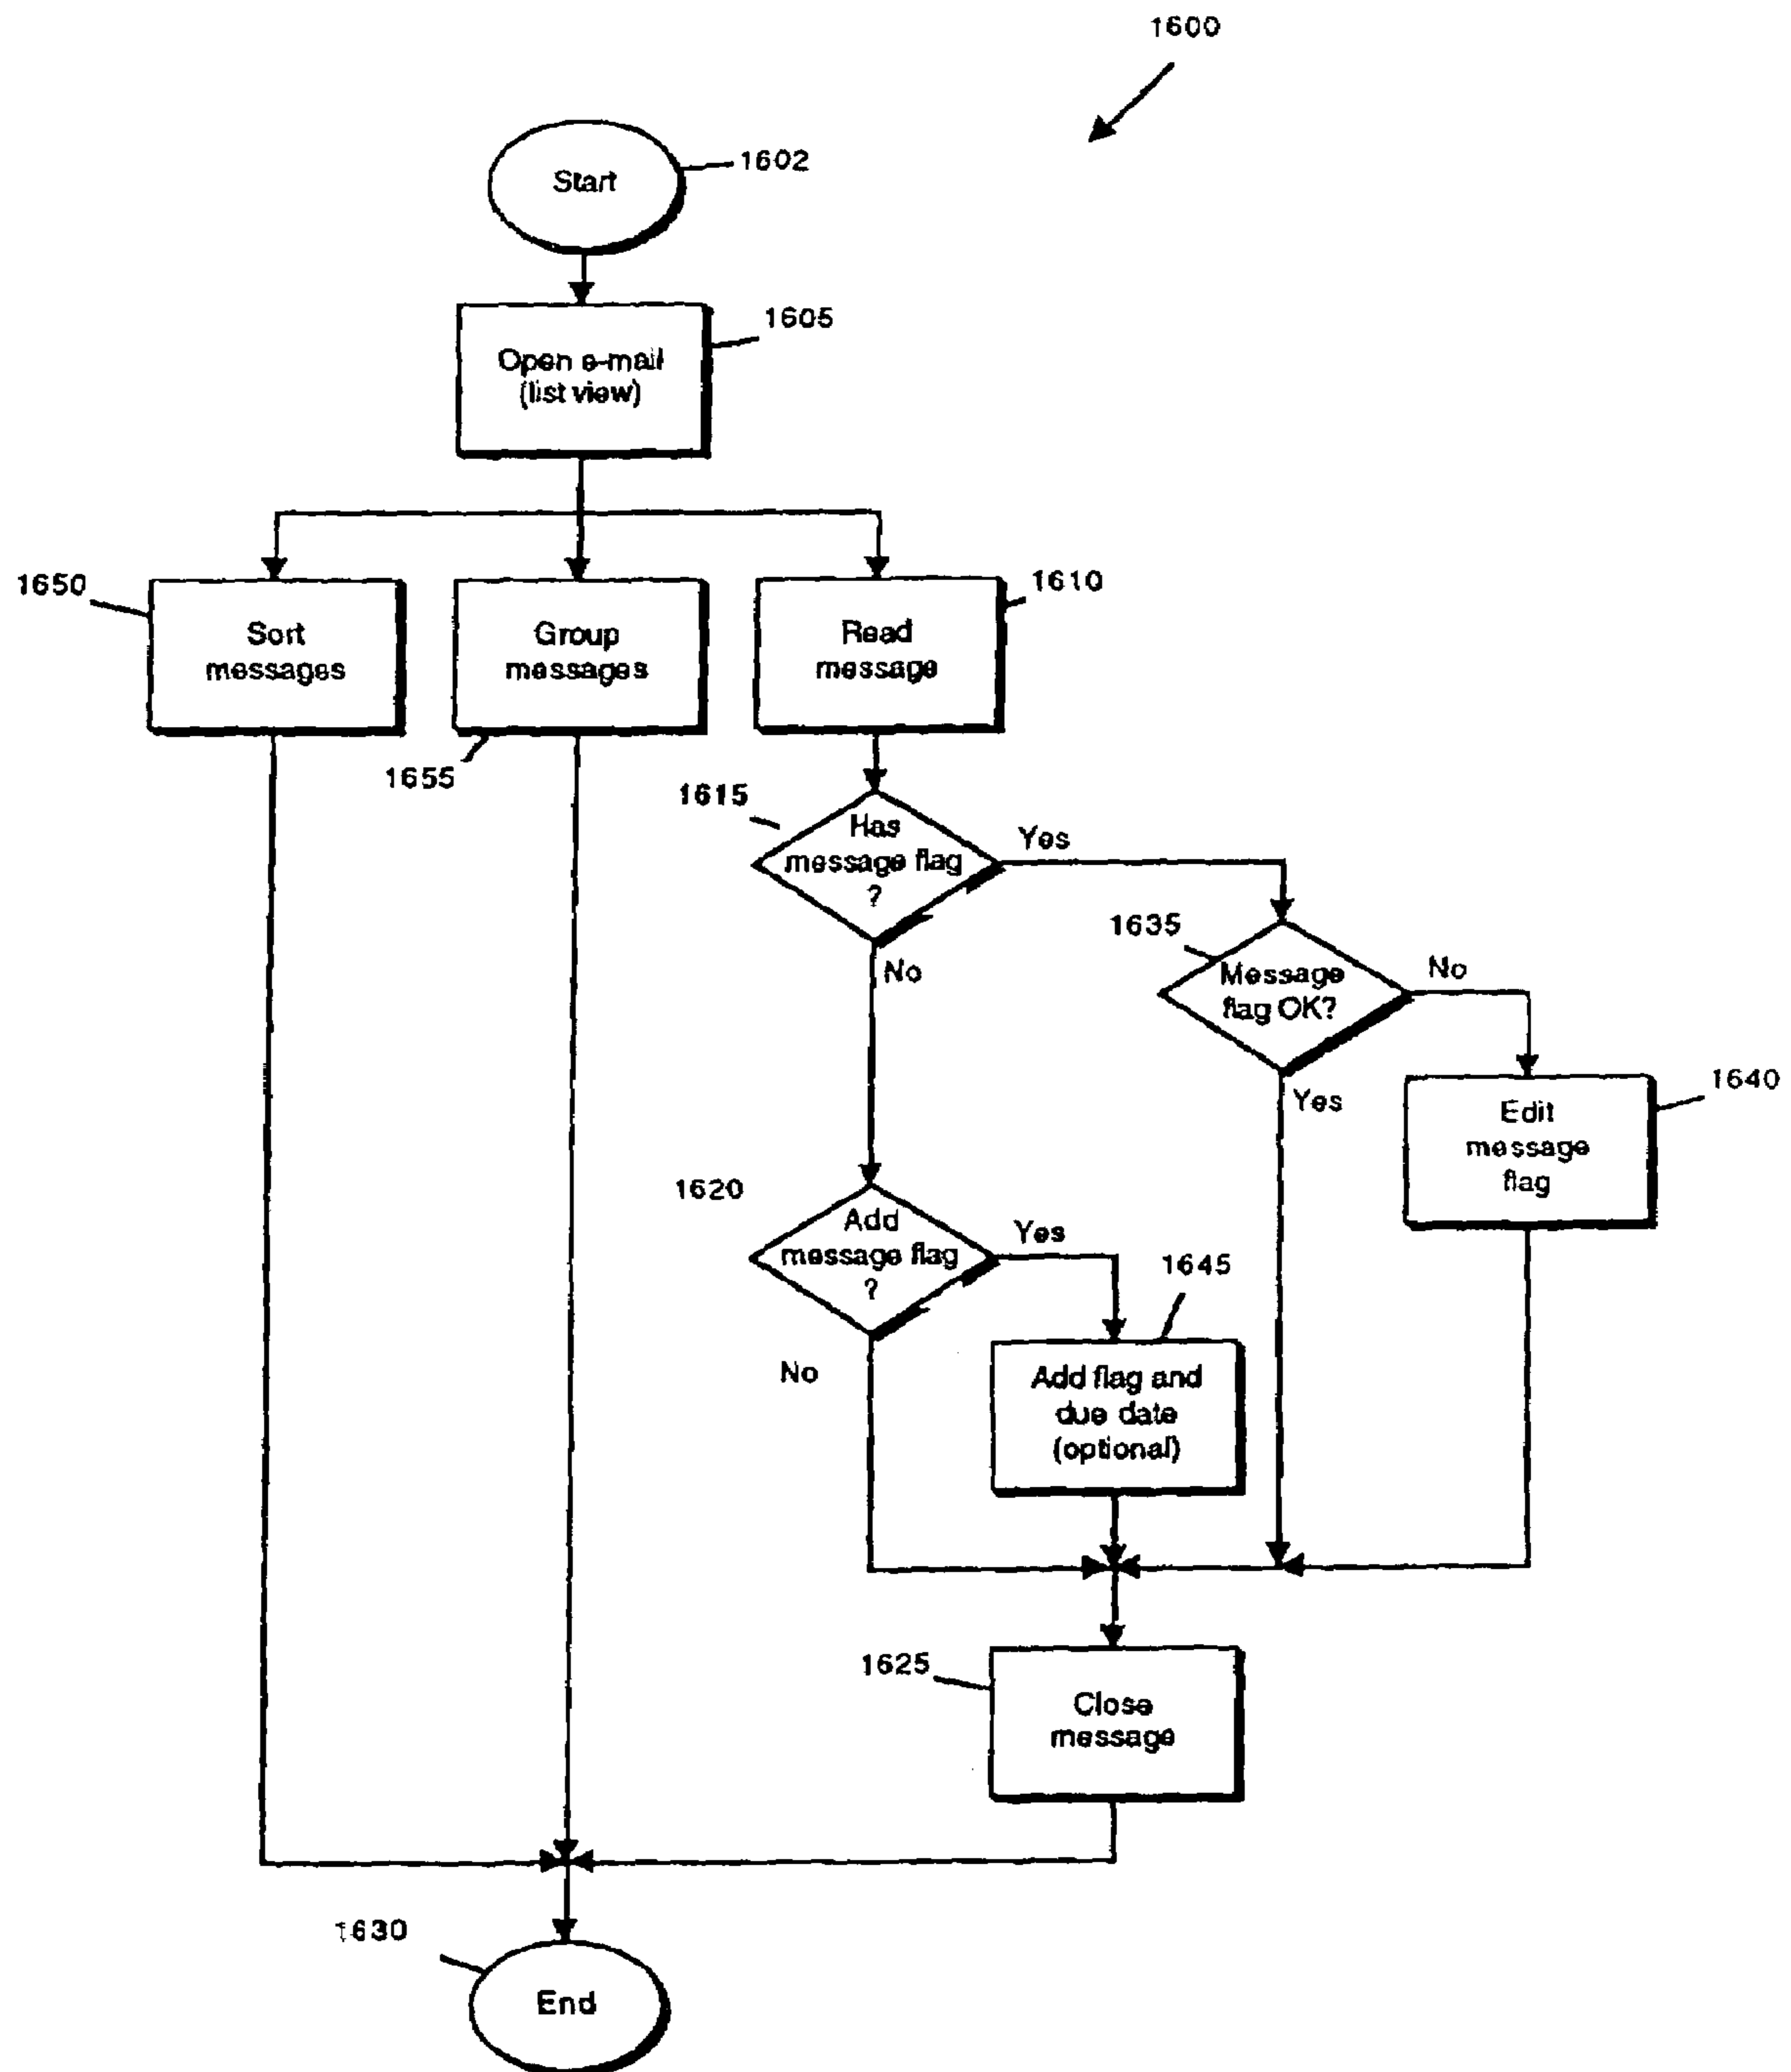 1600
Start
1602
1605
Open e-mail
(list view)
1650
Sort
messages
Group
messages
1655
1610
Read
message
1615
Has
message flag
?
Yes
No
1635
Message
flag OK?
No
Yes
1640
Edit
message
flag
1620
Add
message flag
?
Yes
No
1645
Add flag and
due date
(optional)
1625
Close
message
1630
End